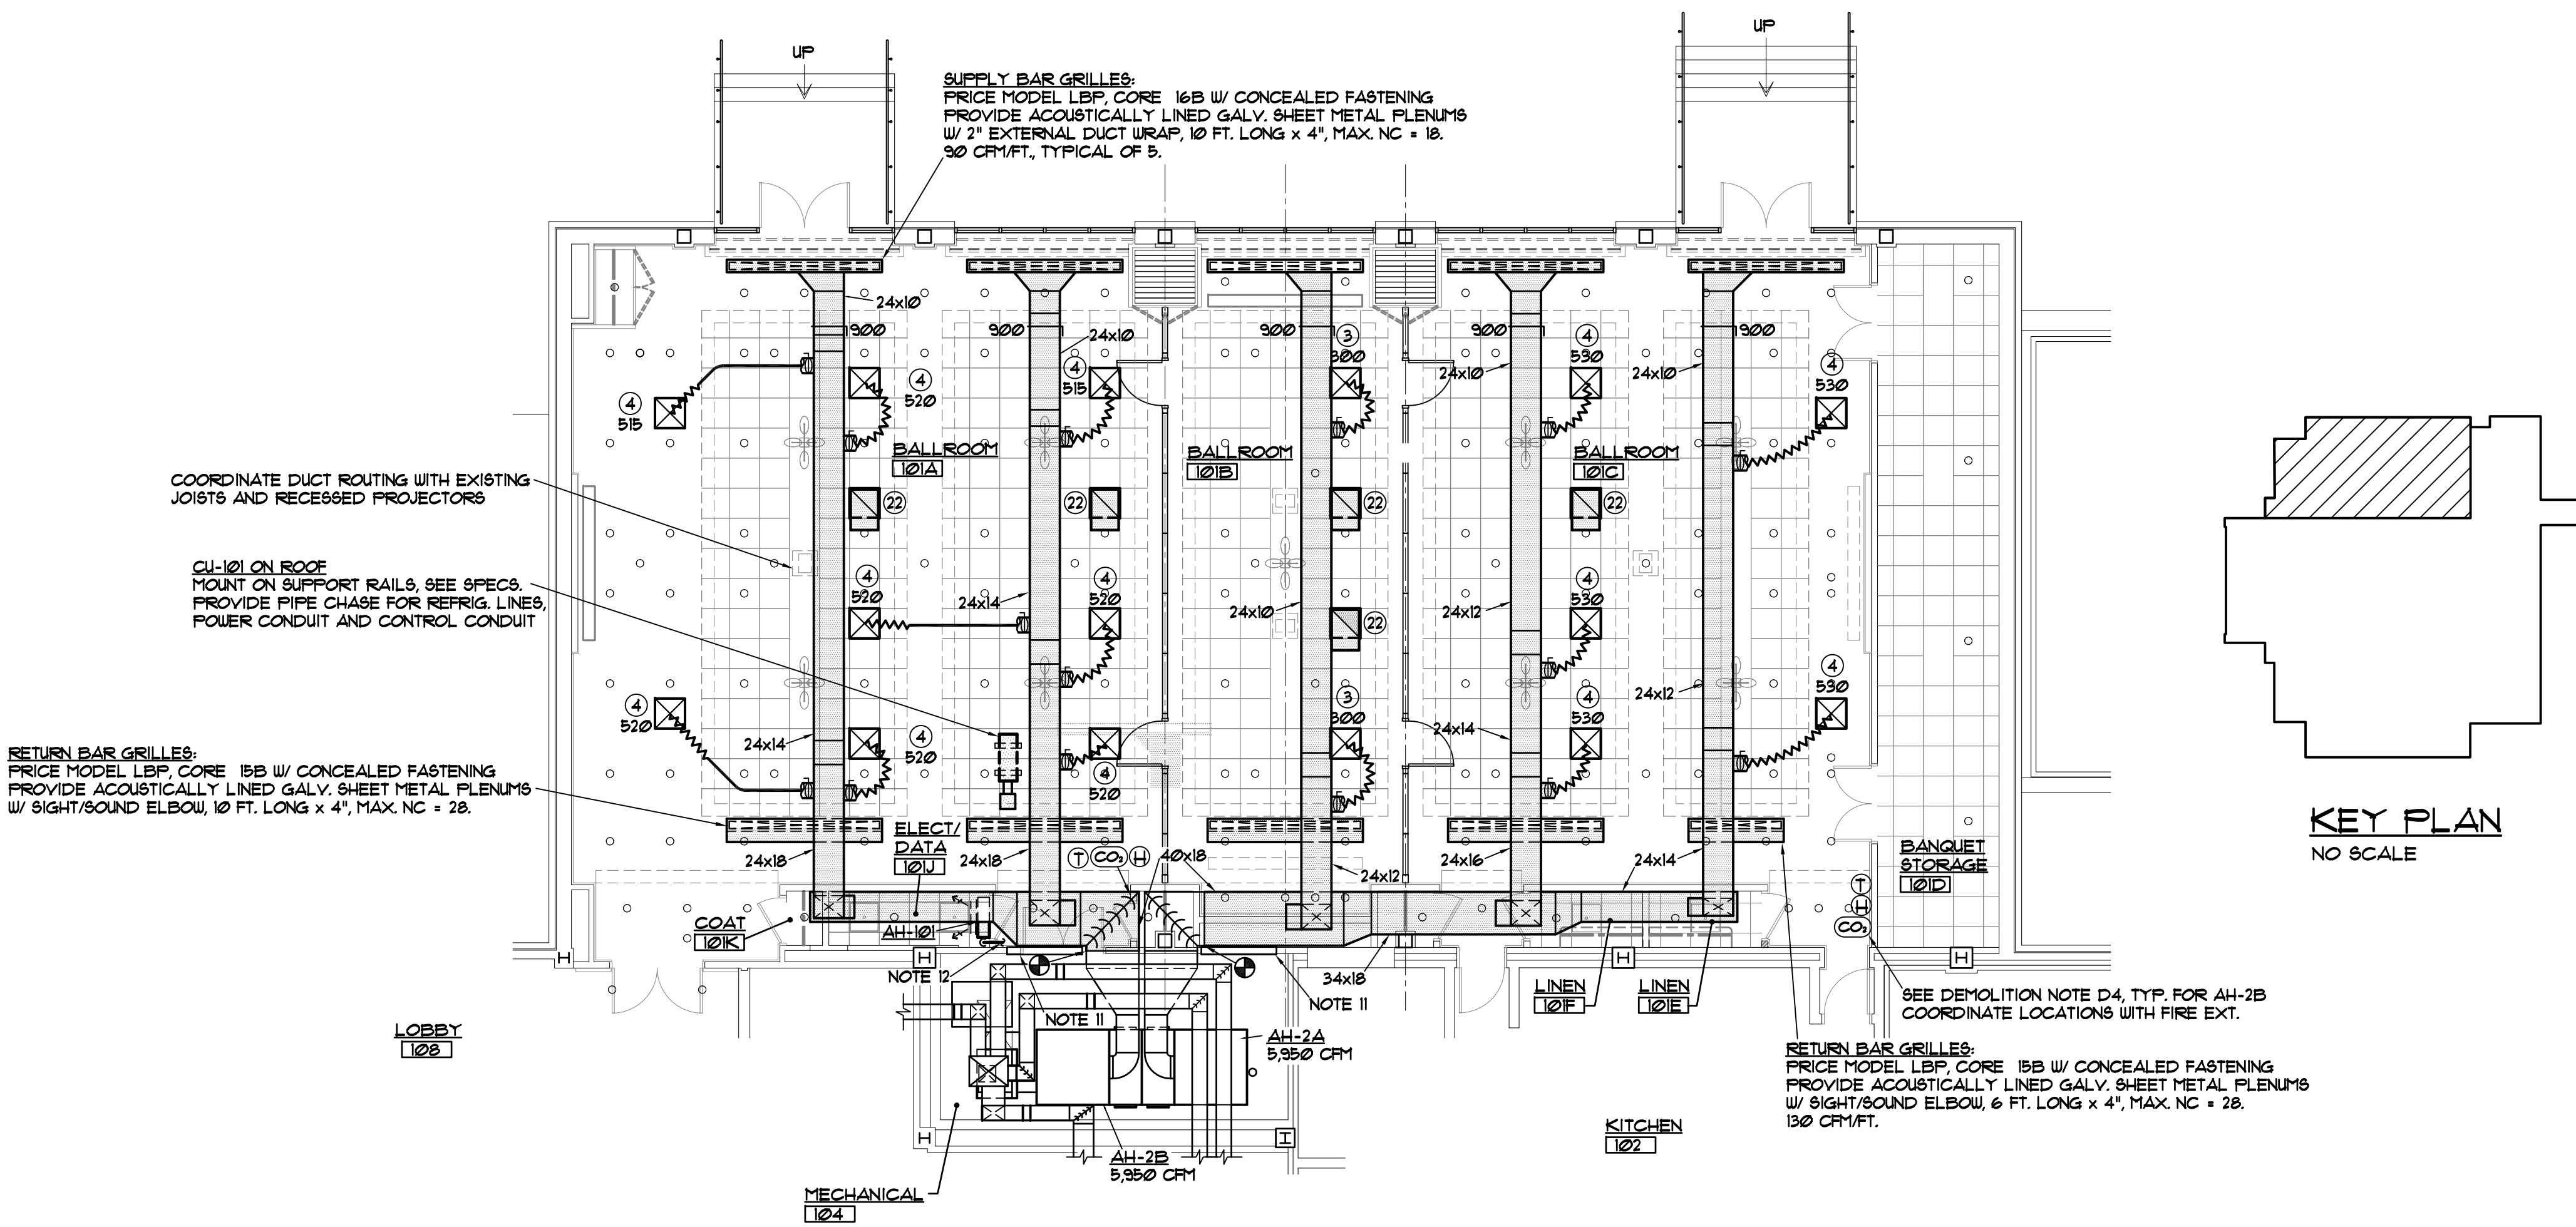 UP
UP
SUPPLY BAR GRILLES:
PRICE MODEL LBP, CORE 16B W/ CONCEALED FASTENING
PROVIDE ACOUSTICALLY LINED GALV. SHEET METAL PLENUMS
W/ 2" EXTERNAL DUCT WRAP, 10 FT. LONG x 4", MAX. NC = 18.
90 CFM/FT., TYPICAL OF 5.
24x10
900
900
24x10
900
900
900
4
520
4
515
3
300
24x10
4
530
24x10
4
530
4
515
BALLROOM
101A
BALLROOM
101B
BALLROOM
101C
COORDINATE DUCT ROUTING WITH EXISTING
JOISTS AND RECESSED PROJECTORS
22
22
22
22
CU-101 ON ROOF
MOUNT ON SUPPORT RAILS, SEE SPECS.
PROVIDE PIPE CHASE FOR REFRIG. LINES,
POWER CONDUIT AND CONTROL CONDUIT
4
520
24x14
4
520
24x10
22
24x12
4
530
4
530
24x12
4
520
24x14
4
520
3
300
24x14
4
530
4
520
RETURN BAR GRILLES:
PRICE MODEL LBP, CORE 15B W/ CONCEALED FASTENING
PROVIDE ACOUSTICALLY LINED GALV. SHEET METAL PLENUMS
W/ SIGHT/SOUND ELBOW, 10 FT. LONG x 4", MAX. NC = 28.
KEY PLAN
NO SCALE
24x18
ELECT/
DATA
101J
24x18
T
CO2
H
40x18
24x12
24x16
24x14
BANQUET
STORAGE
101D
T
H
CO2
COAT
101K
AH-101
NOTE 12
NOTE 11
34x18
NOTE 11
LINEN
101F
LINEN
101E
SEE DEMOLITION NOTE D4, TYP. FOR AH-2B
COORDINATE LOCATIONS WITH FIRE EXT.
LOBBY
108
AH-2A
5,950 CFM
RETURN BAR GRILLES:
PRICE MODEL LBP, CORE 15B W/ CONCEALED FASTENING
PROVIDE ACOUSTICALLY LINED GALV. SHEET METAL PLENUMS
W/ SIGHT/SOUND ELBOW, 6 FT. LONG x 4", MAX. NC = 28.
130 CFM/FT.
KITCHEN
102
AH-2B
5,950 CFM
MECHANICAL
104